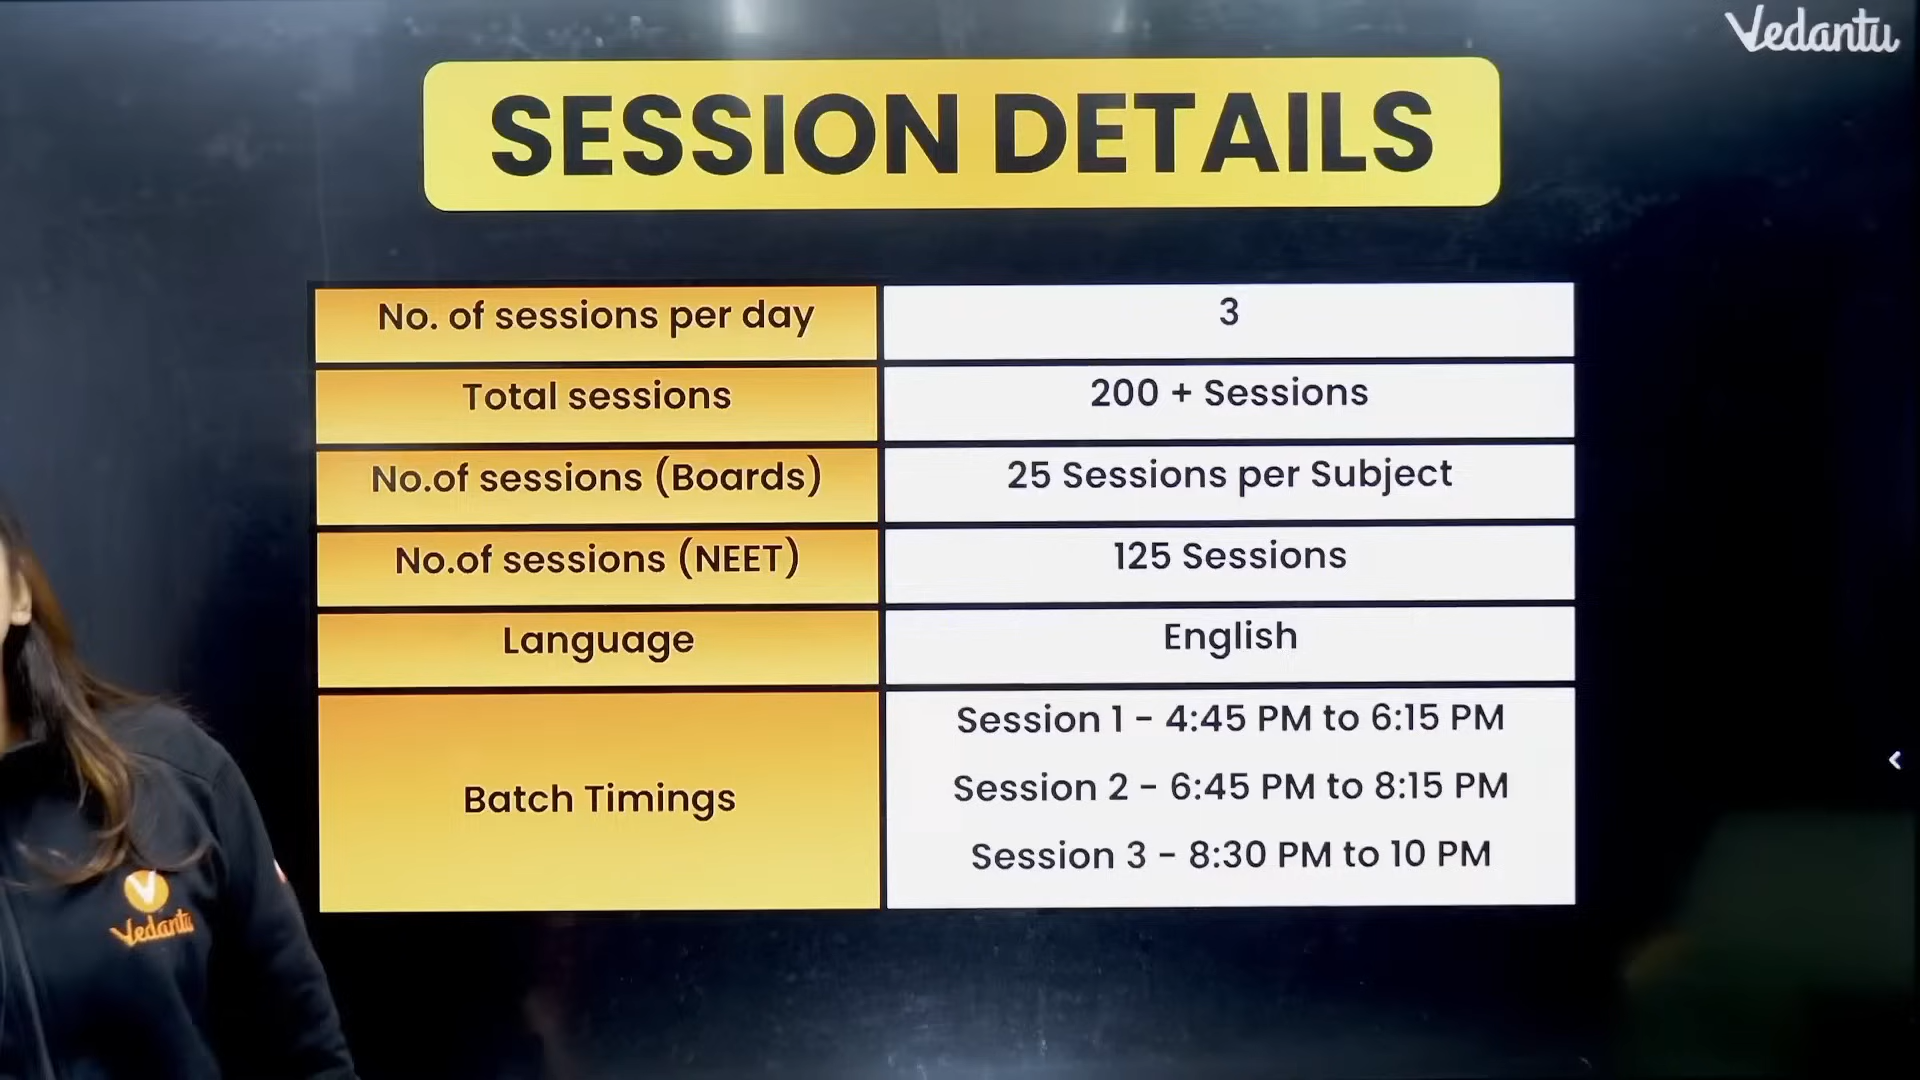 Vedantu
SESSION DETAILS
No. of sessions per day
3
Total sessions
200 + Sessions
No.of sessions (Boards)
25 Sessions per Subject
No.of sessions (NEET)
125 Sessions
Language
English
Batch Timings
Session 1 - 4:45 PM to 6:15 PM
Session 2 - 6:45 PM to 8:15 PM
Session 3 - 8:30 PM to 10 PM
V
Vedantu